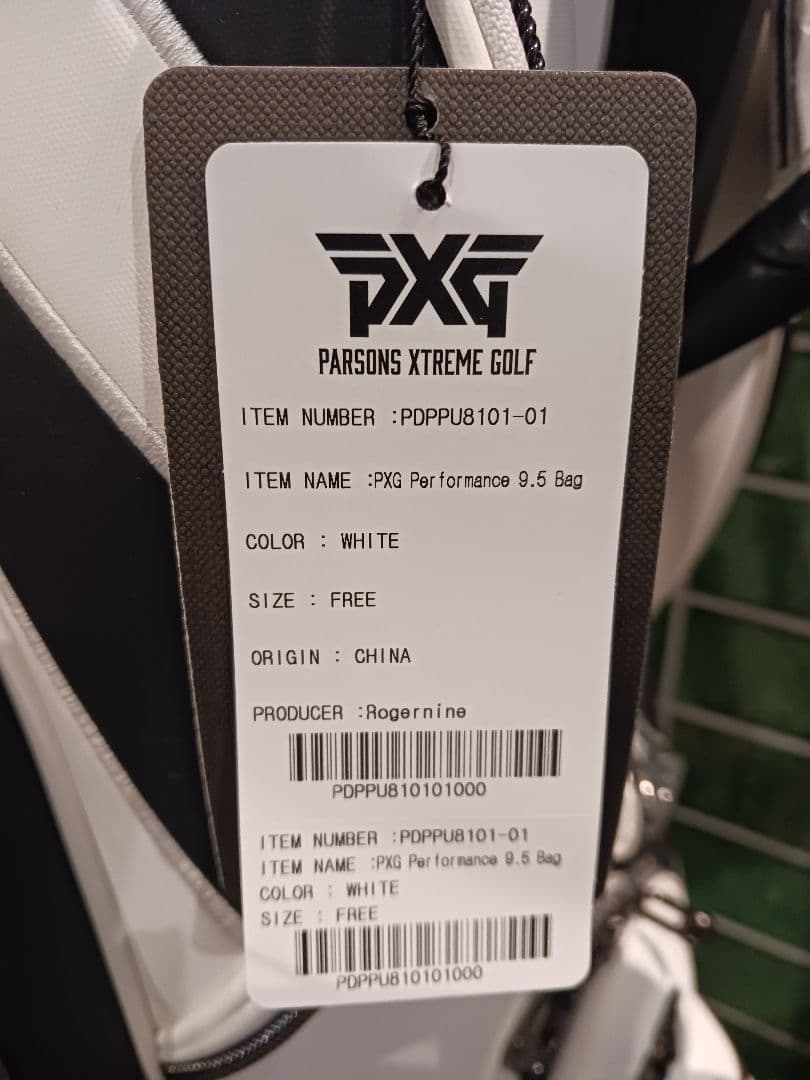 PXG
PARSONS XTREME GOLF
ITEM NUMBER :PDPPU8101-01
ITEM NAME :PXG Performance 9.5 Bag
COLOR : WHITE
SIZE : FREE
ORIGIN : CHINA
PRODUCER :Rogernine
PDPPU810101000
ITEM NUMBER :PDPPU8101-01
ITEM NAME :PXG Performance 9.5 Bag
COLOR : WHITE
SIZE : FREE
PDPPU810101000